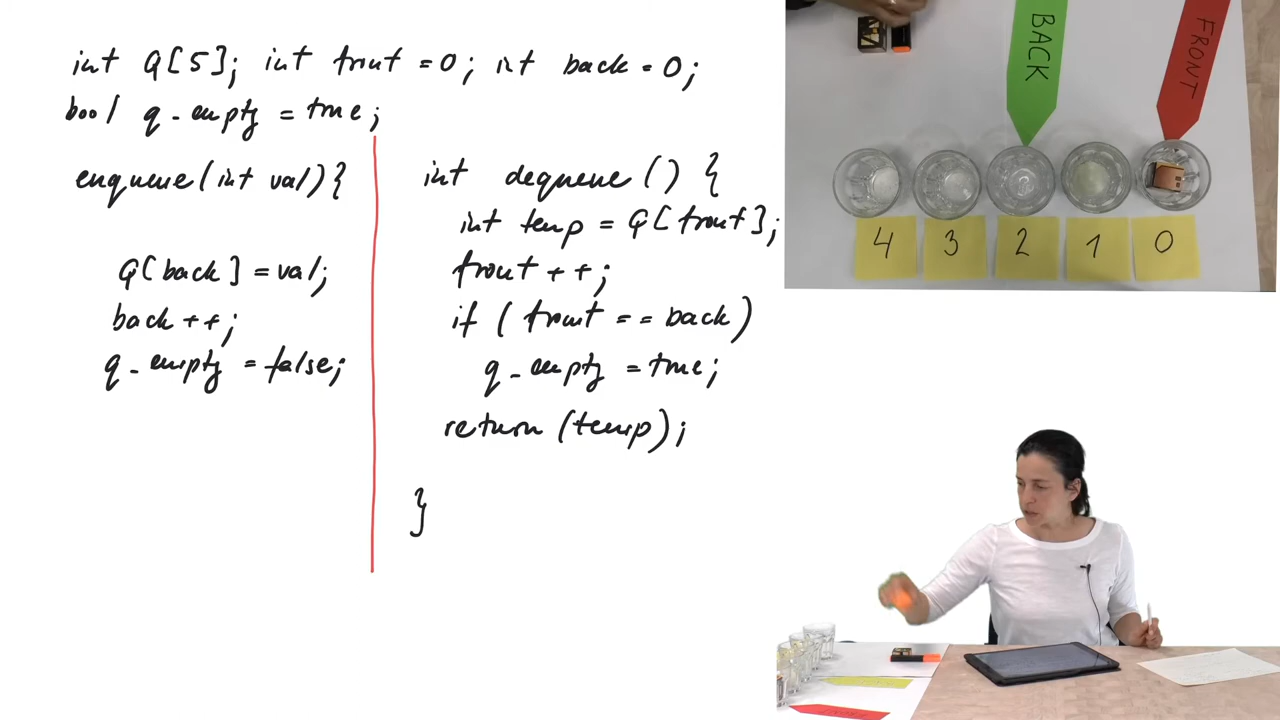 int Q[5]; int front = 0; int back = 0;
bool q_empty = true;
enqueue(int val){
Q[back] = val;
back++;
q_empty = false;
int dequeue () {
int temp = Q[front];
front ++;
if ( front == back)
q_empty = true;
return (temp);
}
BACK
FRONT
4 3 2 1 0